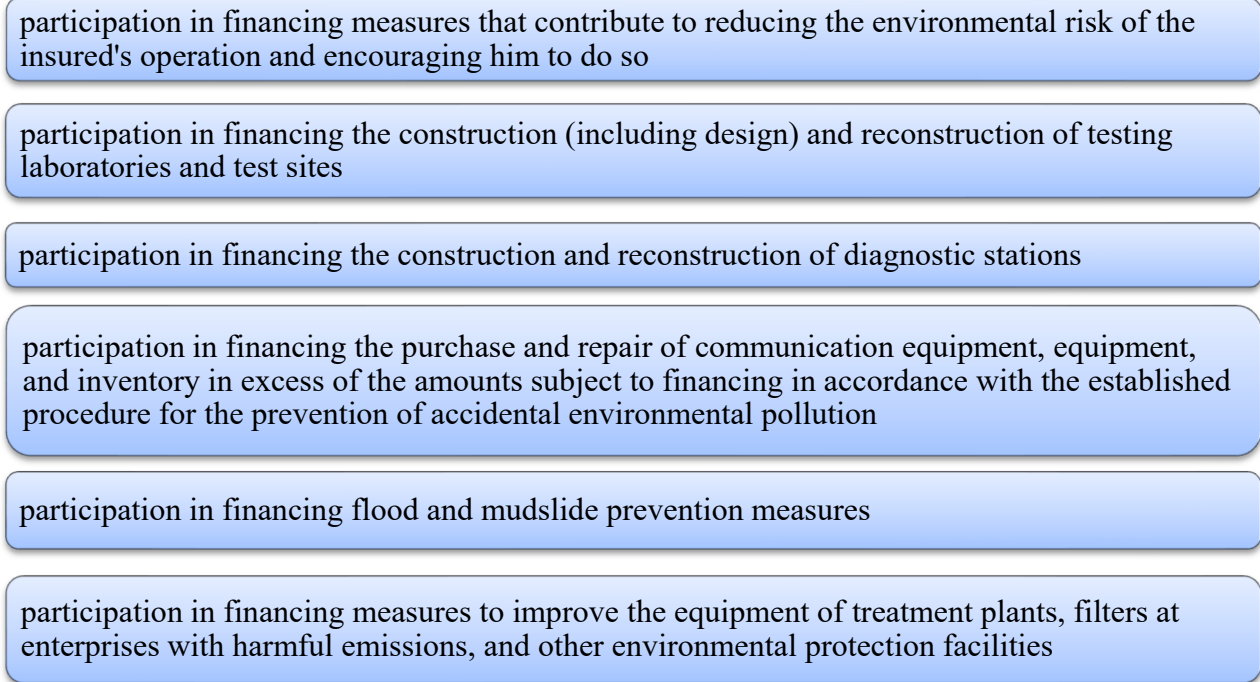 participation in financing measures that contribute to reducing the environmental risk of the
insured's operation and encouraging him to do so
participation in financing the construction (including design) and reconstruction of testing
laboratories and test sites
participation in financing the construction and reconstruction of diagnostic stations
participation in financing the purchase and repair of communication equipment, equipment,
and inventory in excess of the amounts subject to financing in accordance with the established
procedure for the prevention of accidental environmental pollution
participation in financing flood and mudslide prevention measures
participation in financing measures to improve the equipment of treatment plants, filters at
enterprises with harmful emissions, and other environmental protection facilities